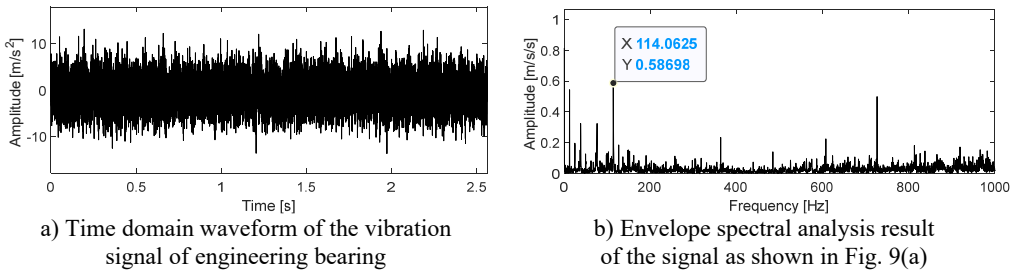 Amplitude [m/s²]
10
0
-10
0
0.5
1
1.5
2
2.5
Time [s]
a) Time domain waveform of the vibration
signal of engineering bearing
Amplitude [m/s/s]
1
0.8
0.6
0.4
0.2
0
X 114.0625
Y 0.58698
0
200
400
600
800
1000
Frequency [Hz]
b) Envelope spectral analysis result
of the signal as shown in Fig. 9(a)